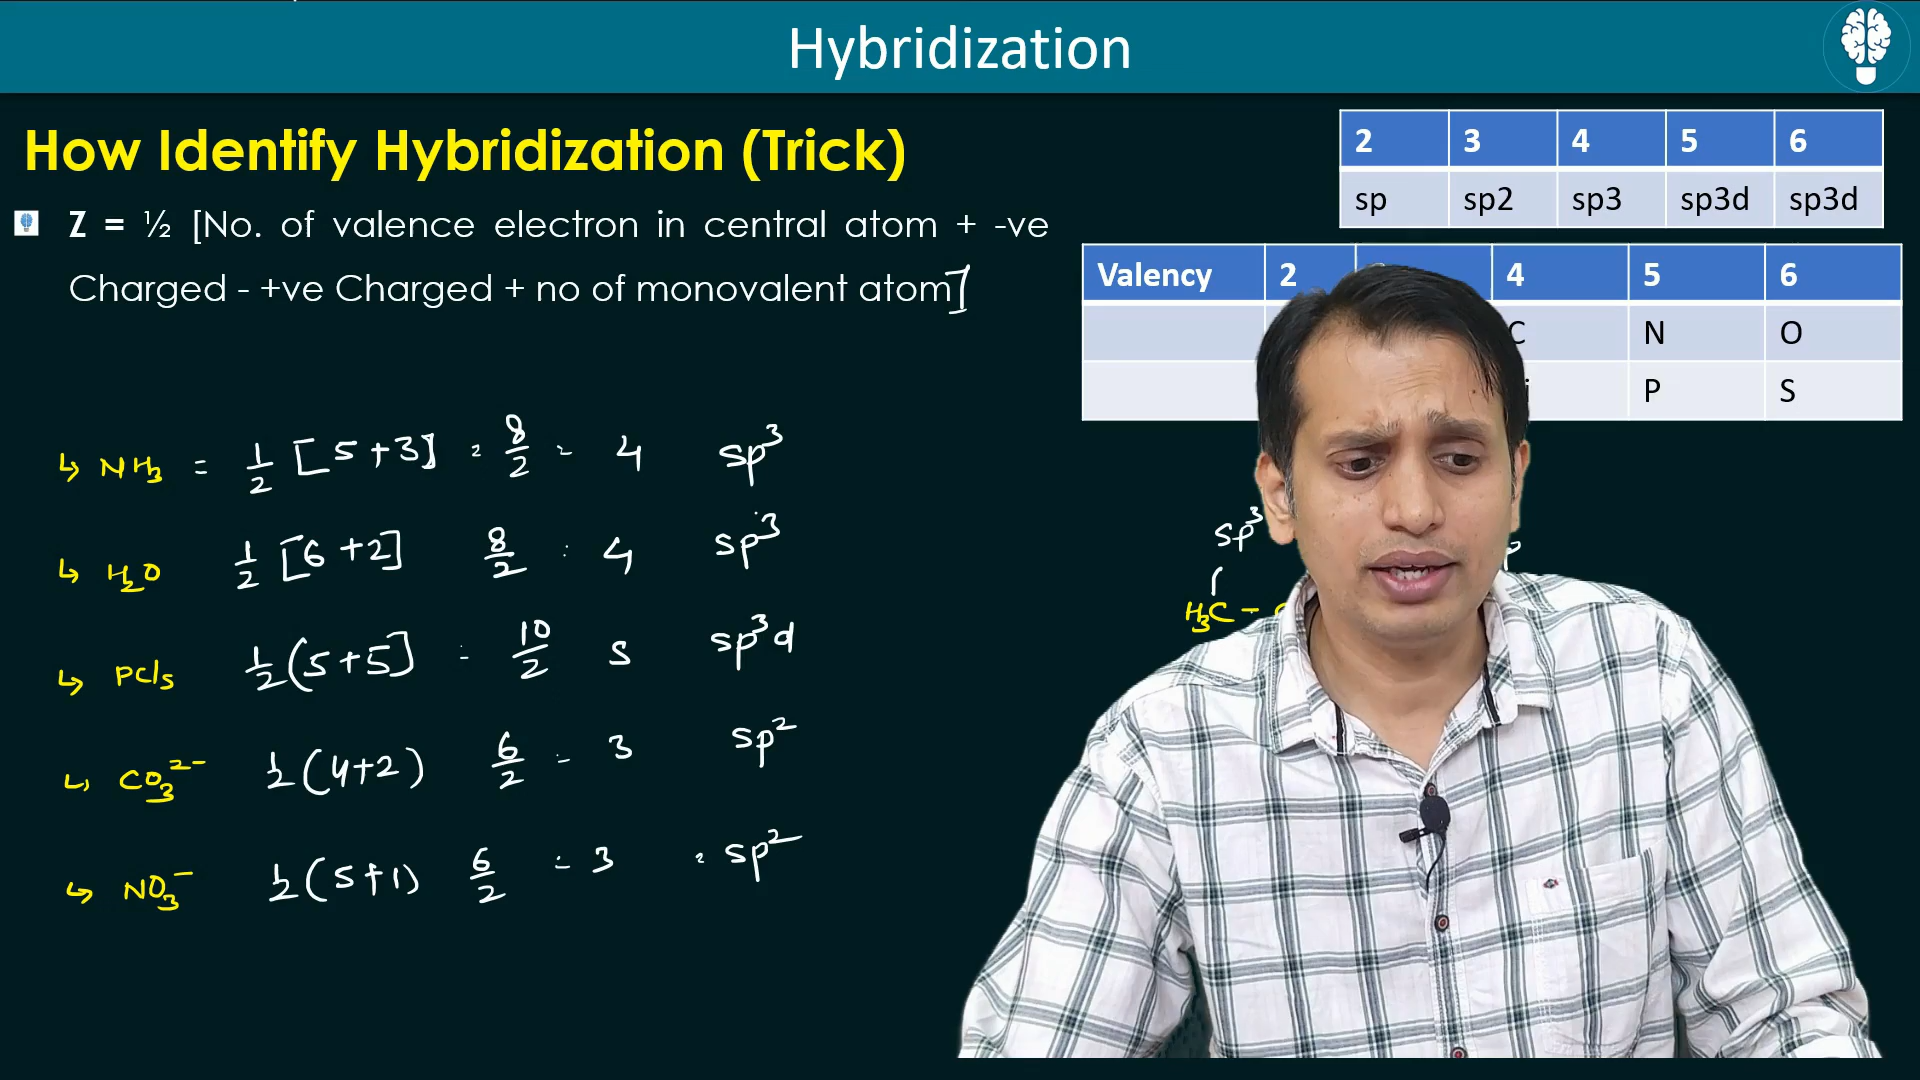 Hybridization
How Identify Hybridization (Trick)
Z = ½ [No. of valence electron in central atom + -ve
Charged - +ve Charged + no of monovalent atom]
2 3 4 5 6
sp sp2 sp3 sp3d sp3d
Valency 2 4 5 6
C N O
P S
↳ NH₃ = ½ [5+3] = 8/2 = 4 sp³
↳ H₂O ½ [6+2] 8/2 = 4 sp³
↳ PCl₅ ½ (5+5] = 10/2 5 sp³d
↳ CO₃²⁻ ½ (4+2) 6/2 = 3 sp²
↳ NO₃⁻ ½ (5+1) 6/2 = 3 = sp²
sp³
H₃C –